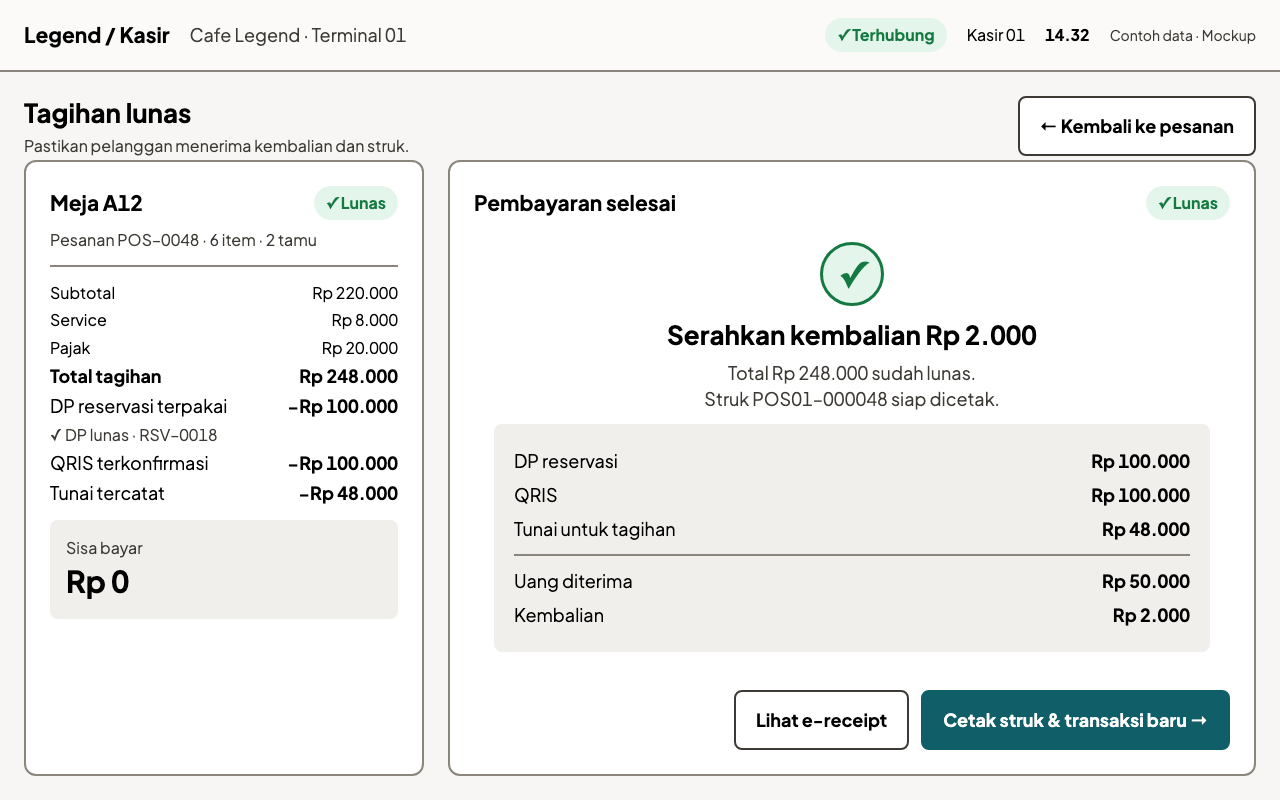 Legend / Kasir
Cafe Legend · Terminal 01
✓Terhubung
Kasir 01
14.32
Contoh data · Mockup
Tagihan lunas
Pastikan pelanggan menerima kembalian dan struk.
← Kembali ke pesanan
Meja A12
✓Lunas
Pesanan POS–0048 · 6 item · 2 tamu
Subtotal Rp 220.000
Service Rp 8.000
Pajak Rp 20.000
Total tagihan Rp 248.000
DP reservasi terpakai –Rp 100.000
✓ DP lunas · RSV–0018
QRIS terkonfirmasi –Rp 100.000
Tunai tercatat –Rp 48.000
Sisa bayar
Rp 0
Pembayaran selesai
✓Lunas
✓
Serahkan kembalian Rp 2.000
Total Rp 248.000 sudah lunas.
Struk POS01–000048 siap dicetak.
DP reservasi Rp 100.000
QRIS Rp 100.000
Tunai untuk tagihan Rp 48.000
Uang diterima Rp 50.000
Kembalian Rp 2.000
Lihat e–receipt
Cetak struk & transaksi baru →